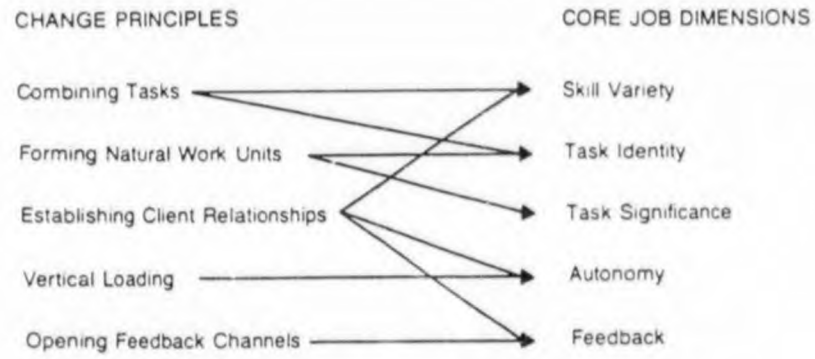 CHANGE PRINCIPLES CORE JOB DIMENSIONS
Combining Tasks Skill Variety
Forming Natural Work Units Task Identity
Establishing Client Relationships Task Significance
Vertical Loading Autonomy
Opening Feedback Channels Feedback